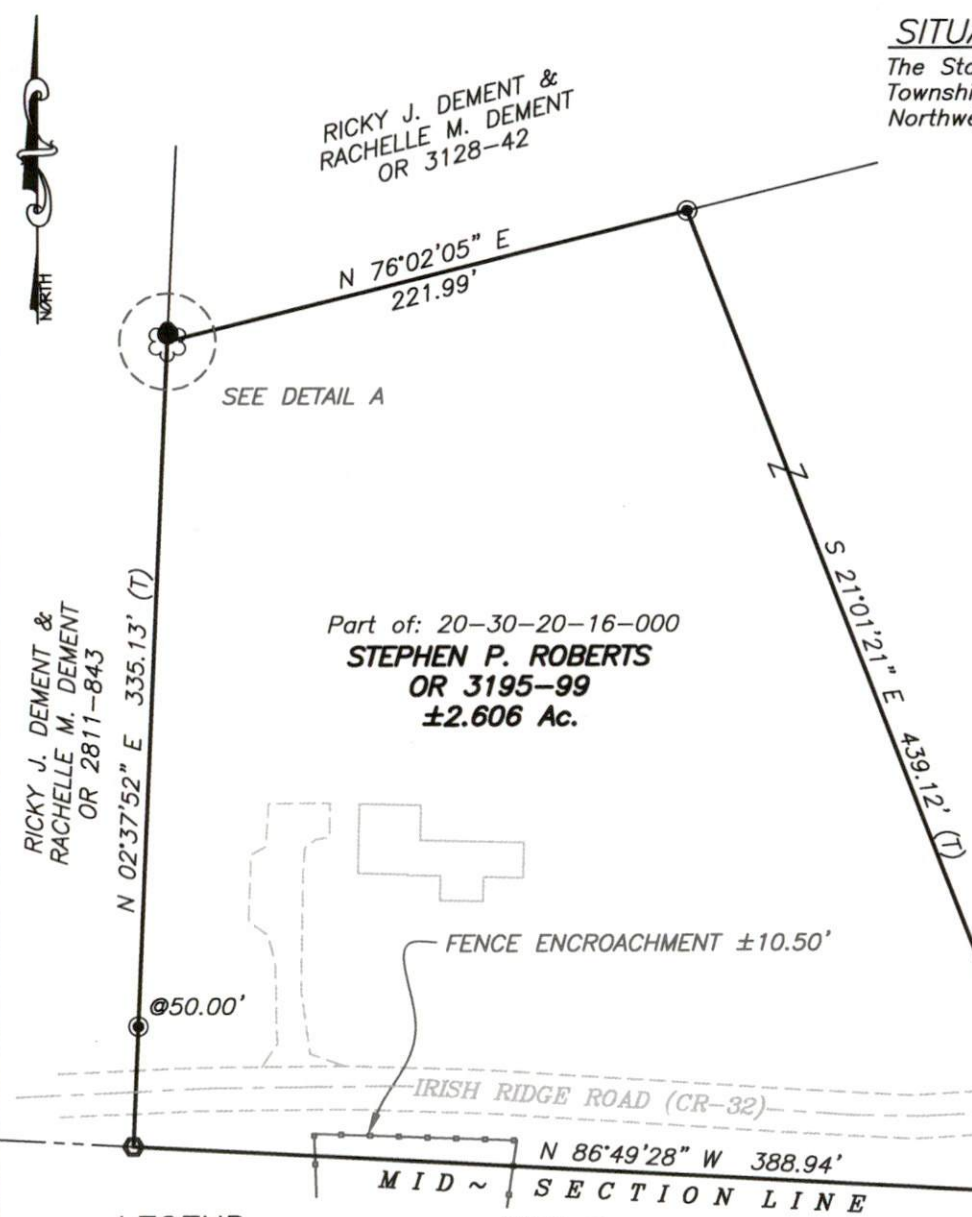 SITUA
The Sta
Townshi
Northwe
NORTH
RICKY J. DEMENT &
RACHELLE M. DEMENT
OR 3128-42
N 76°02'05" E
221.99'
SEE DETAIL A
S 21°01'21" E 439.12' (T)
Part of: 20-30-20-16-000
STEPHEN P. ROBERTS
OR 3195-99
±2.606 Ac.
RICKY J. DEMENT &
RACHELLE M. DEMENT
OR 2811-843
N 02°37'52" E 335.13' (T)
FENCE ENCROACHMENT ±10.50'
@50.00'
IRISH RIDGE ROAD (CR-32)
N 86°49'28" W 388.94'
MID~ SECTION LINE